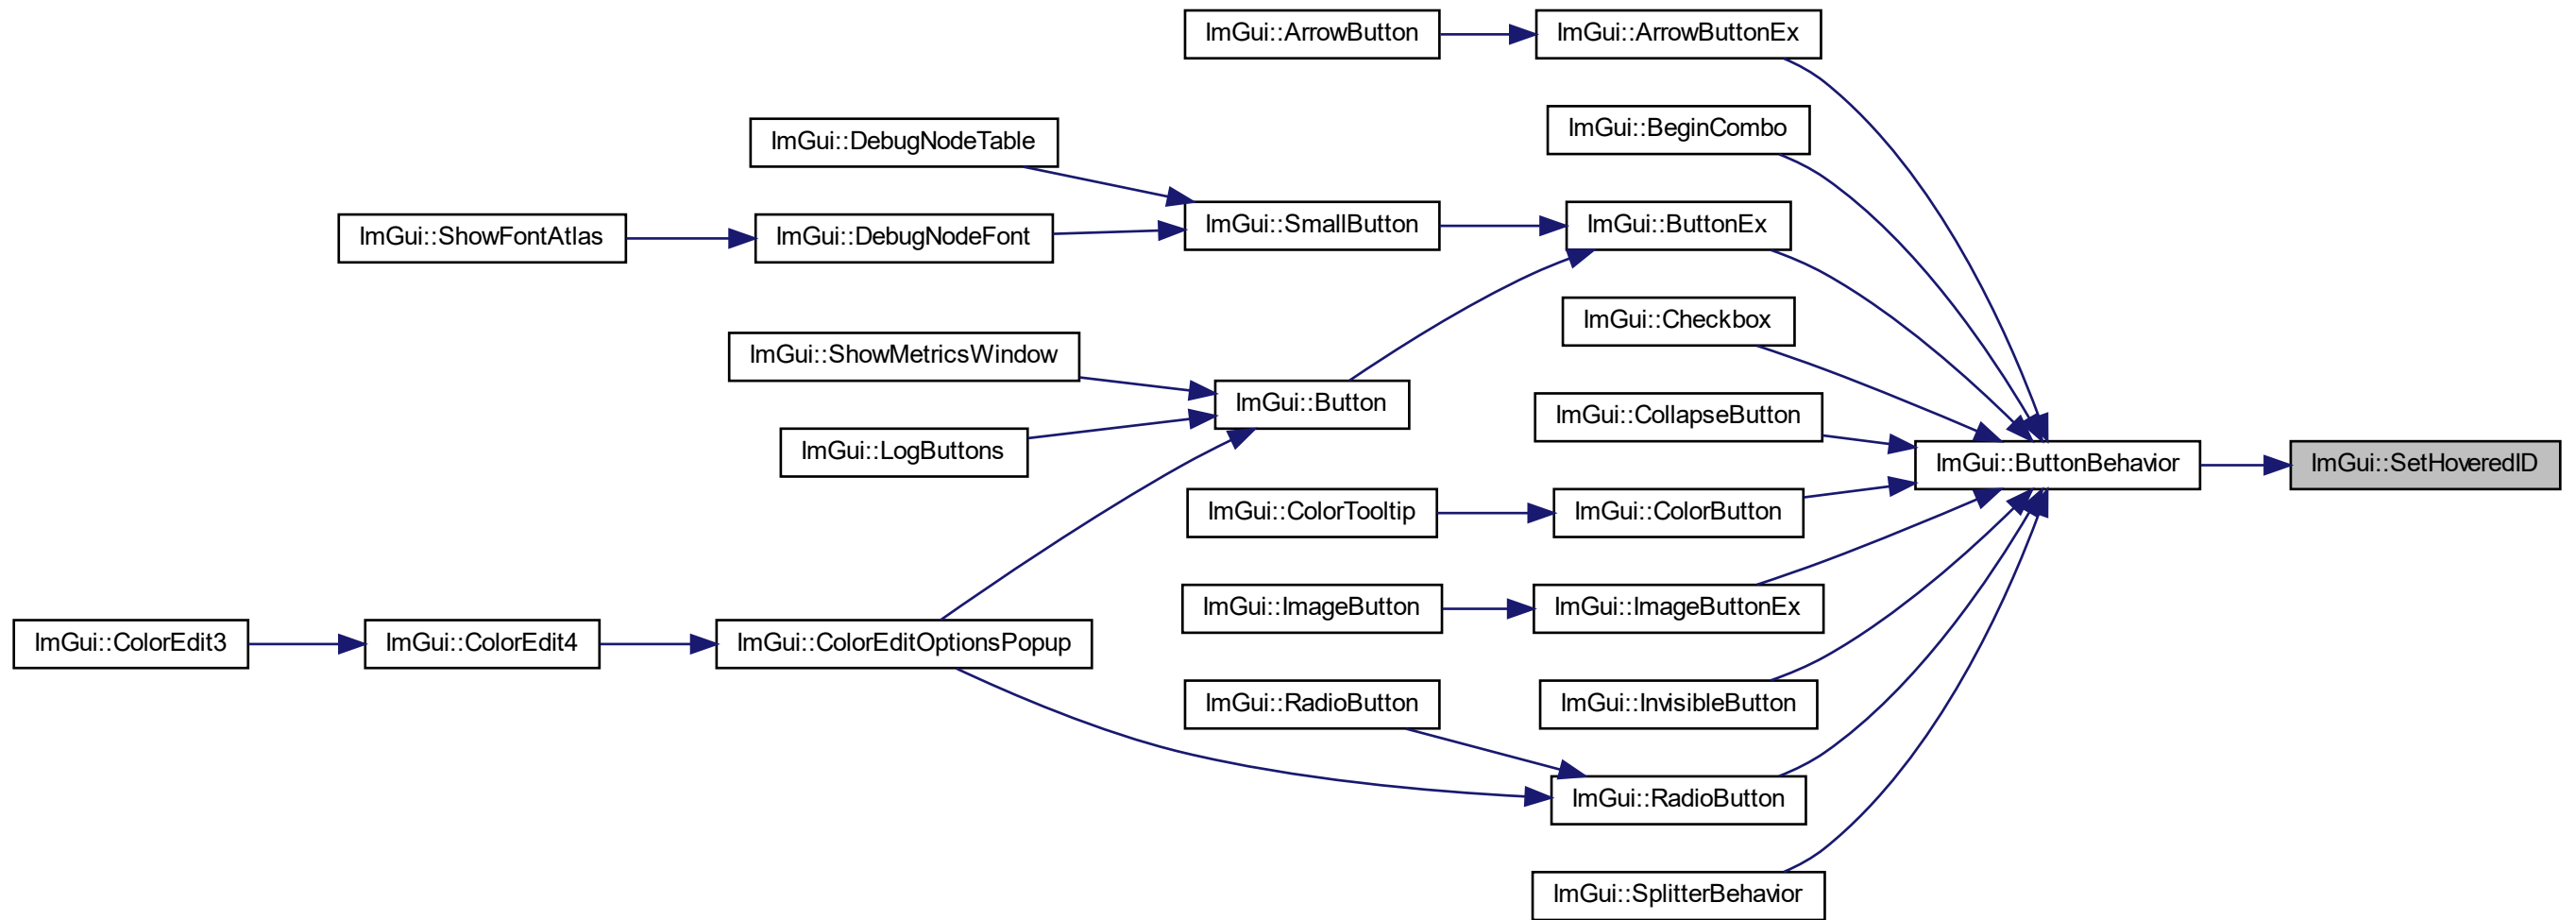 ImGui::ArrowButton
ImGui::ArrowButtonEx
ImGui::BeginCombo
ImGui::DebugNodeTable
ImGui::ShowFontAtlas
ImGui::DebugNodeFont
ImGui::SmallButton
ImGui::ButtonEx
ImGui::Checkbox
ImGui::ShowMetricsWindow
ImGui::Button
ImGui::CollapseButton
ImGui::LogButtons
ImGui::ButtonBehavior
ImGui::SetHoveredID
ImGui::ColorTooltip
ImGui::ColorButton
ImGui::ImageButton
ImGui::ImageButtonEx
ImGui::ColorEdit3
ImGui::ColorEdit4
ImGui::ColorEditOptionsPopup
ImGui::RadioButton
ImGui::InvisibleButton
ImGui::RadioButton
ImGui::SplitterBehavior